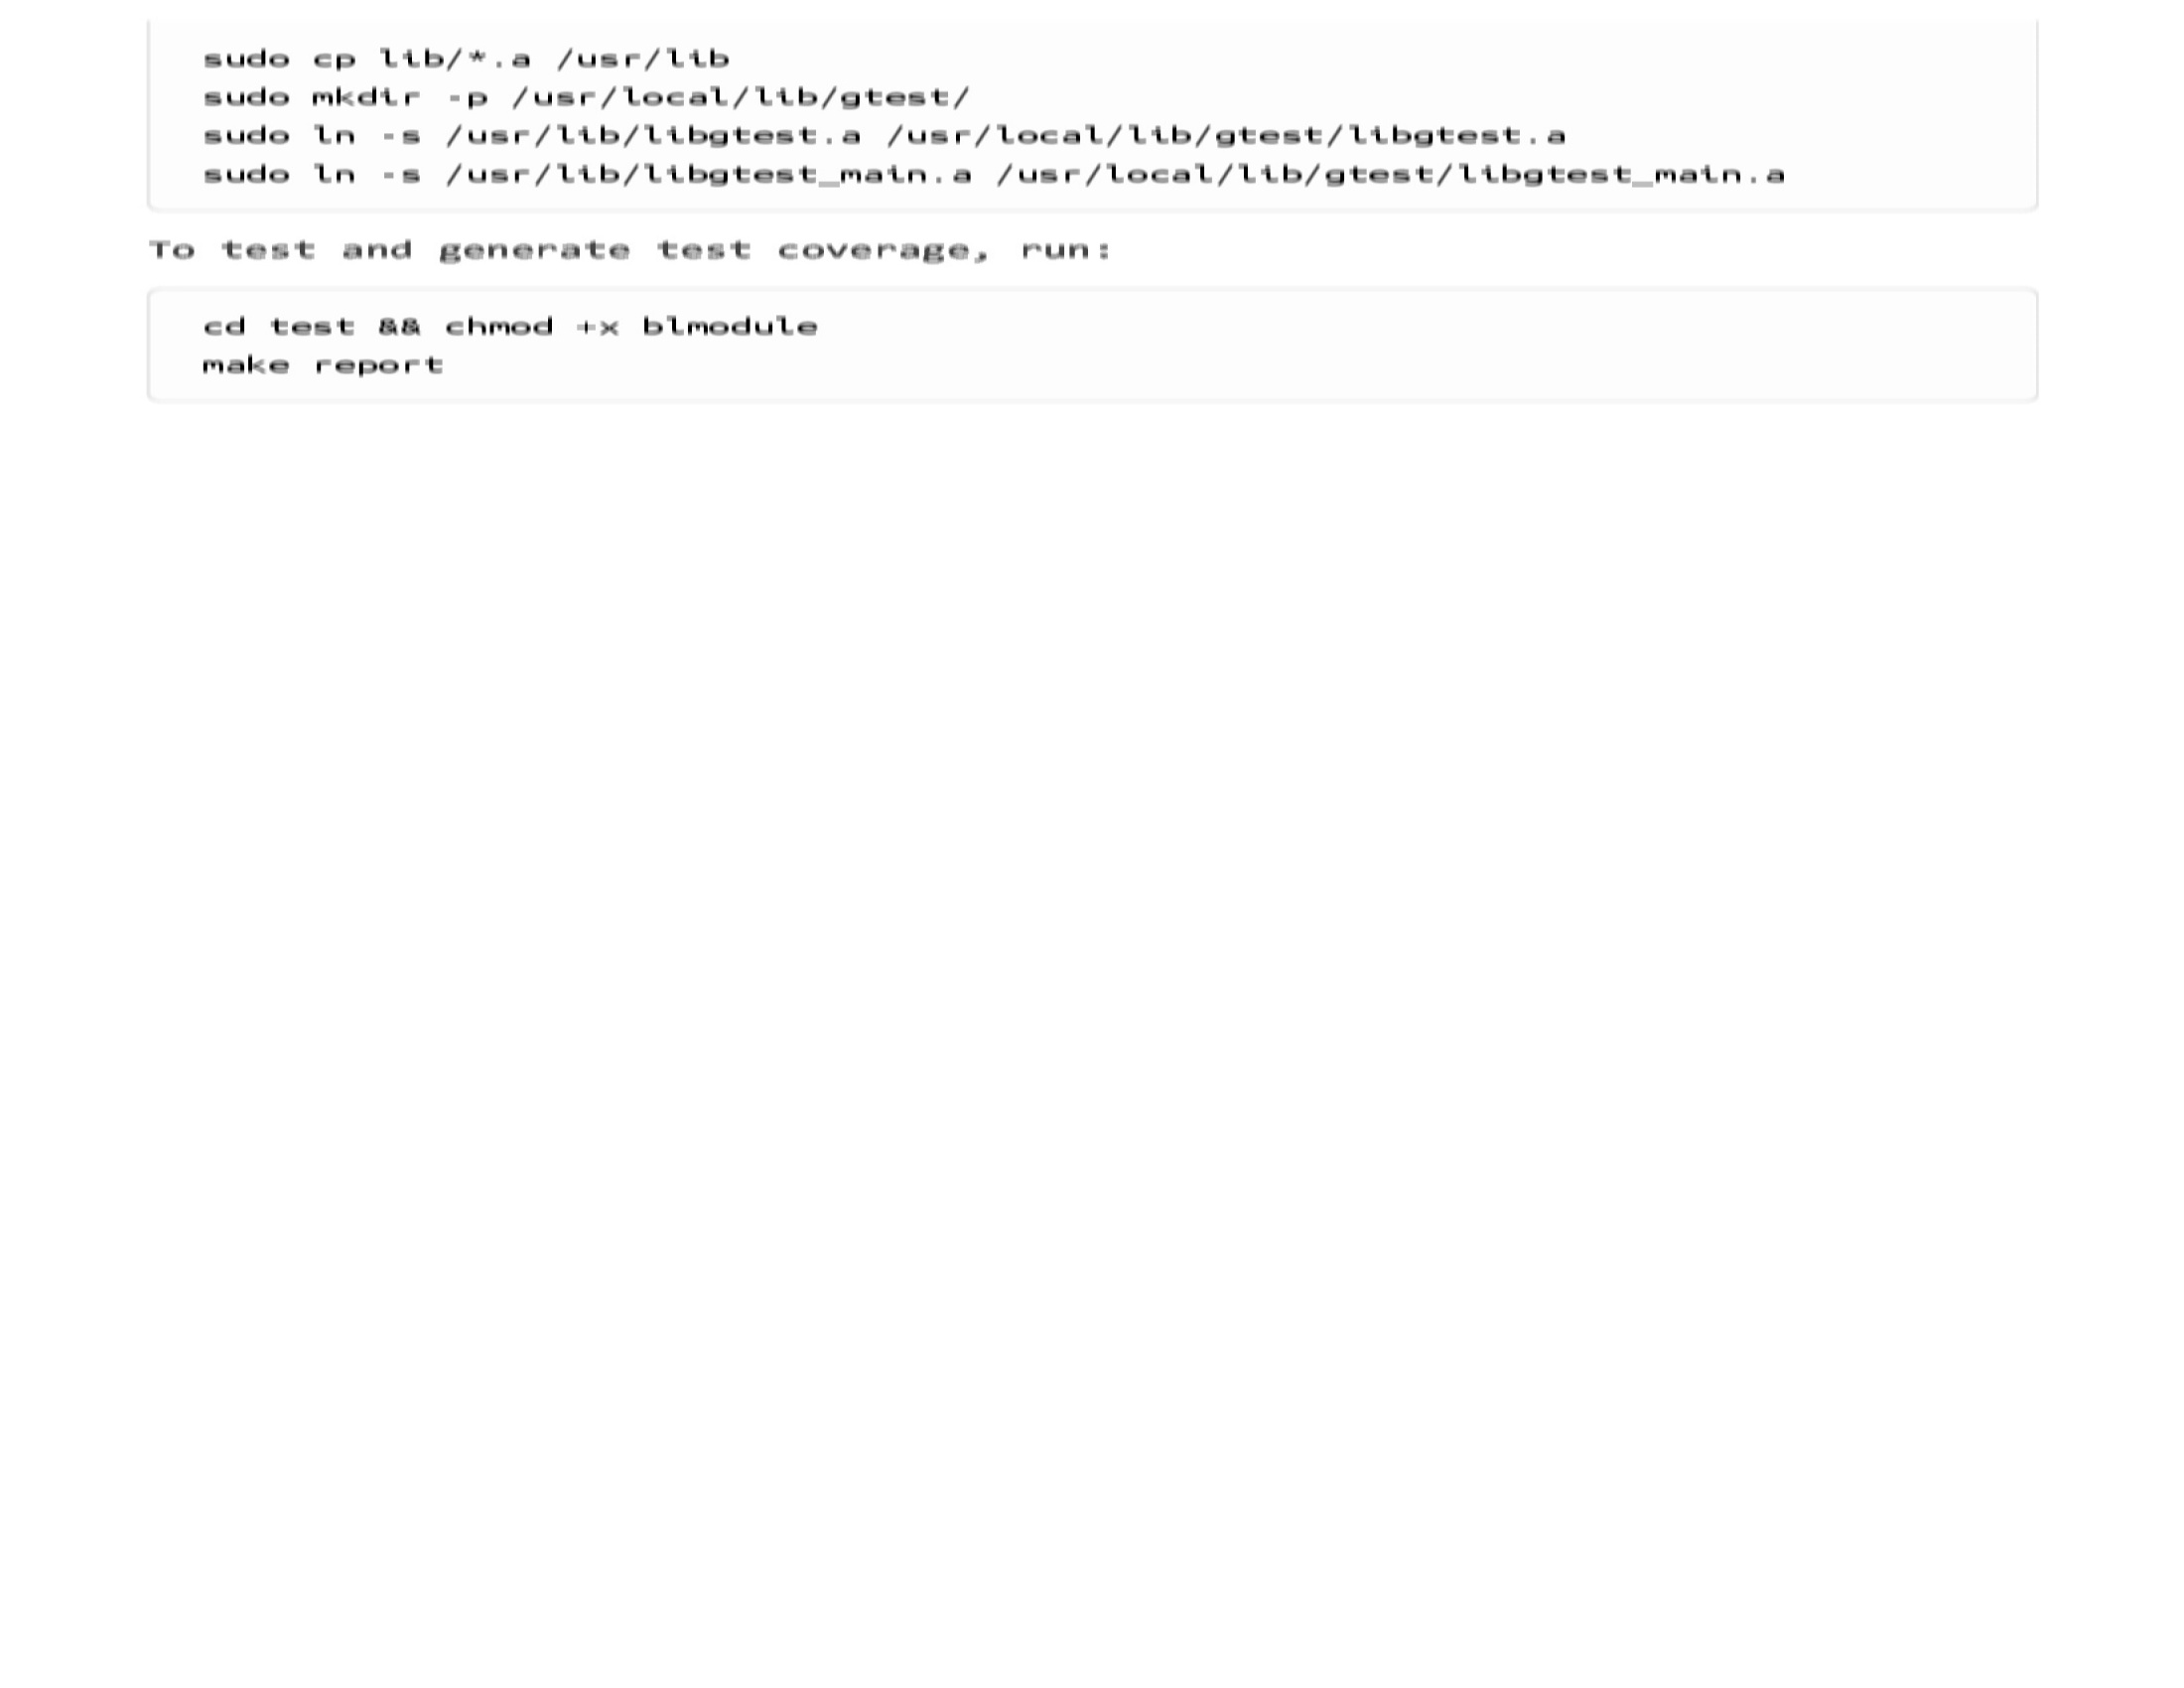 sudo cp lib/*.a /usr/lib
sudo mkdir -p /usr/local/lib/gtest/
sudo ln -s /usr/lib/libgtest.a /usr/local/lib/gtest/libgtest.a
sudo ln -s /usr/lib/libgtest_main.a /usr/local/lib/gtest/libgtest_main.a
To test and generate test coverage, run:
cd test && chmod +x blmodule
make report